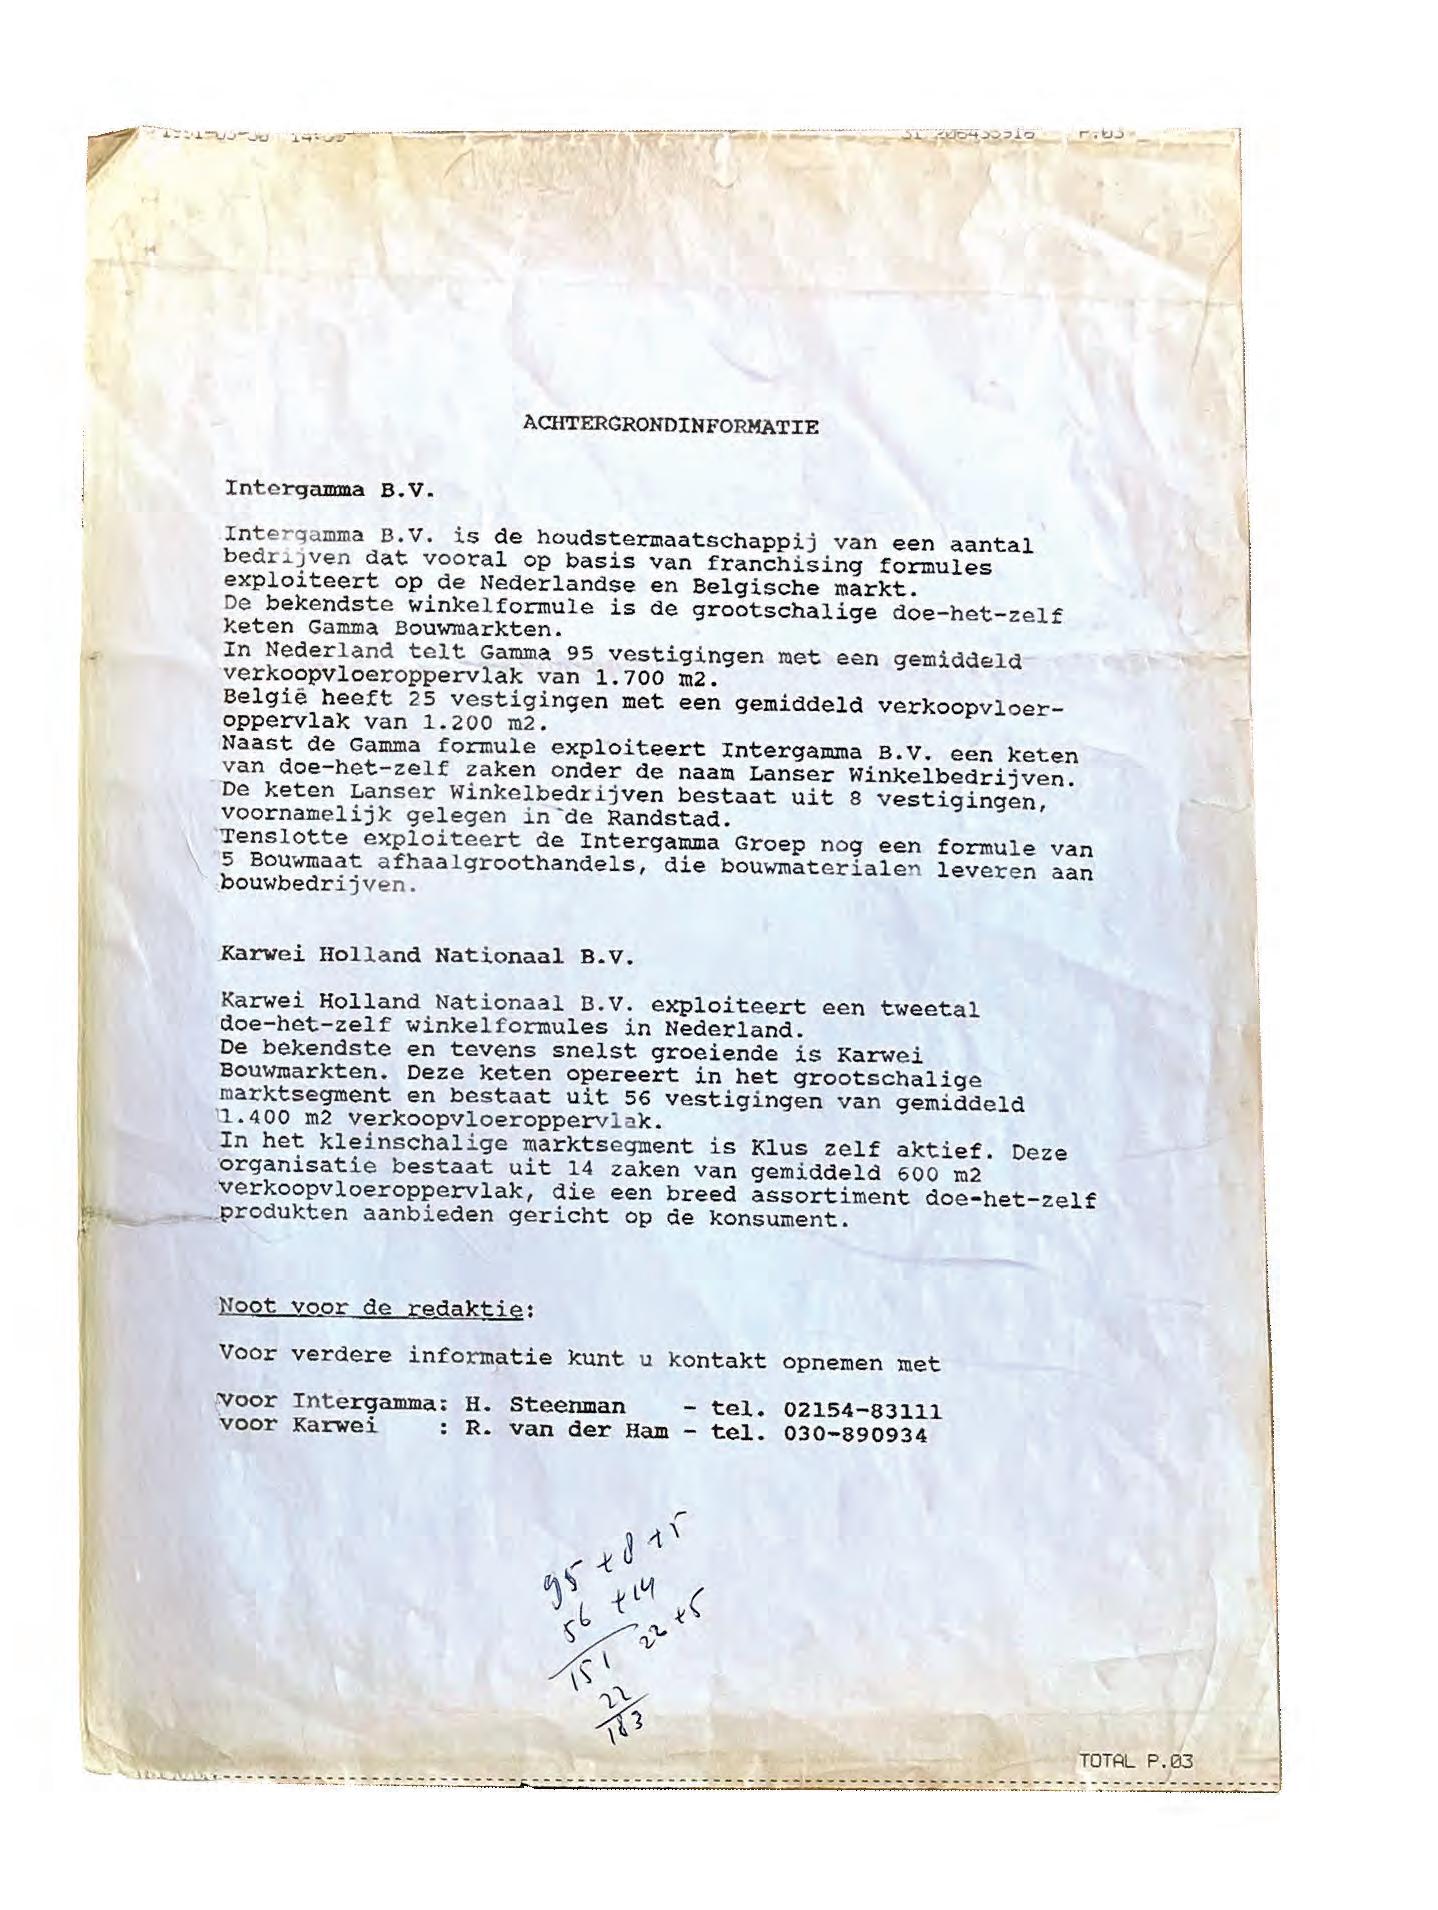 14:39
P.03
ACHTERGRONDINFORMATIE
Intergamma B.V.
Intergamma B.V. is de houdstermaatschappij van een aantal
bedrijven dat vooral op basis van franchising formules
exploiteert op de Nederlandse en Belgische markt.
De bekendste winkelformule is de grootschalige doe-het-zelf
keten Gamma Bouwmarkten.
In Nederland telt Gamma 95 vestigingen met een gemiddeld
verkoopvloeroppervlak van 1.700 m2.
België heeft 25 vestigingen met een gemiddeld verkoopvloer-
oppervlak van 1.200 m2.
Naast de Gamma formule exploiteert Intergamma B.V. een keten
van doe-het-zelf zaken onder de naam Lanser Winkelbedrijven.
De keten Lanser Winkelbedrijven bestaat uit 8 vestigingen,
voornamelijk gelegen in de Randstad.
Tenslotte exploiteert de Intergamma Groep nog een formule van
5 Bouwmaat afhaalgroothandels, die bouwmaterialen leveren aan
bouwbedrijven.
Karwei Holland Nationaal B.V.
Karwei Holland Nationaal B.V. exploiteert een tweetal
doe-het-zelf winkelformules in Nederland.
De bekendste en tevens snelst groeiende is Karwei
Bouwmarkten. Deze keten opereert in het grootschalige
marktsegment en bestaat uit 56 vestigingen van gemiddeld
1.400 m2 verkoopvloeroppervlak.
In het kleinschalige marktsegment is Klus zelf aktief. Deze
organisatie bestaat uit 14 zaken van gemiddeld 600 m2
verkoopvloeroppervlak, die een breed assortiment doe-het-zelf
produkten aanbieden gericht op de konsument.
Noot voor de redaktie:
Voor verdere informatie kunt u kontakt opnemen met
voor Intergamma: H. Steenman - tel. 02154-83111
voor Karwei : R. van der Ham - tel. 030-890934
95 + 8 + 5
56 + 14
151 22 + 5
22
183
TOTAL P.03